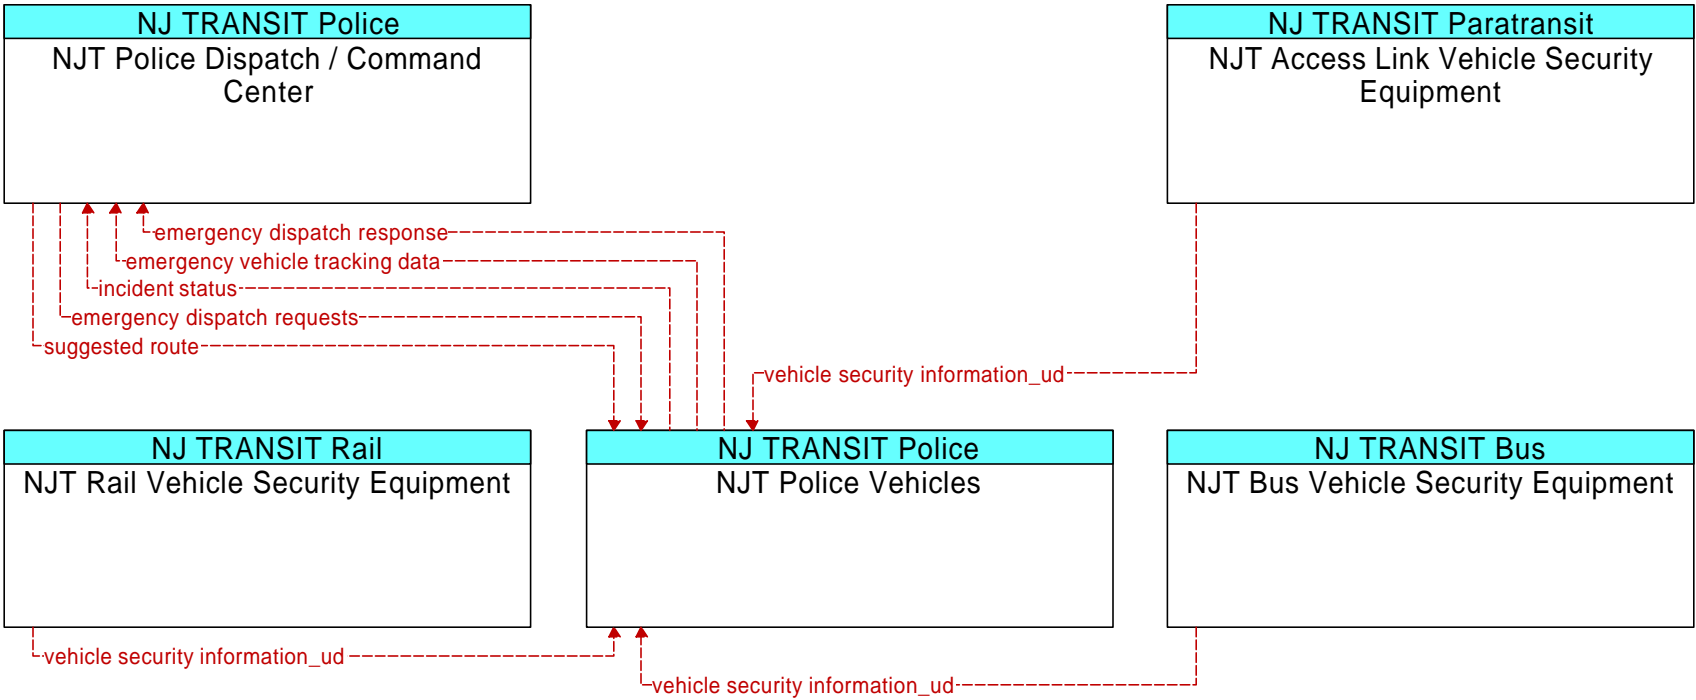 NJ TRANSIT Police
NJT Police Dispatch / Command
Center
NJ TRANSIT Paratransit
NJT Access Link Vehicle Security
Equipment
emergency dispatch response
emergency vehicle tracking data
incident status
emergency dispatch requests
suggested route
vehicle security information_ud
NJ TRANSIT Rail
NJT Rail Vehicle Security Equipment
NJ TRANSIT Police
NJT Police Vehicles
NJ TRANSIT Bus
NJT Bus Vehicle Security Equipment
vehicle security information_ud
vehicle security information_ud